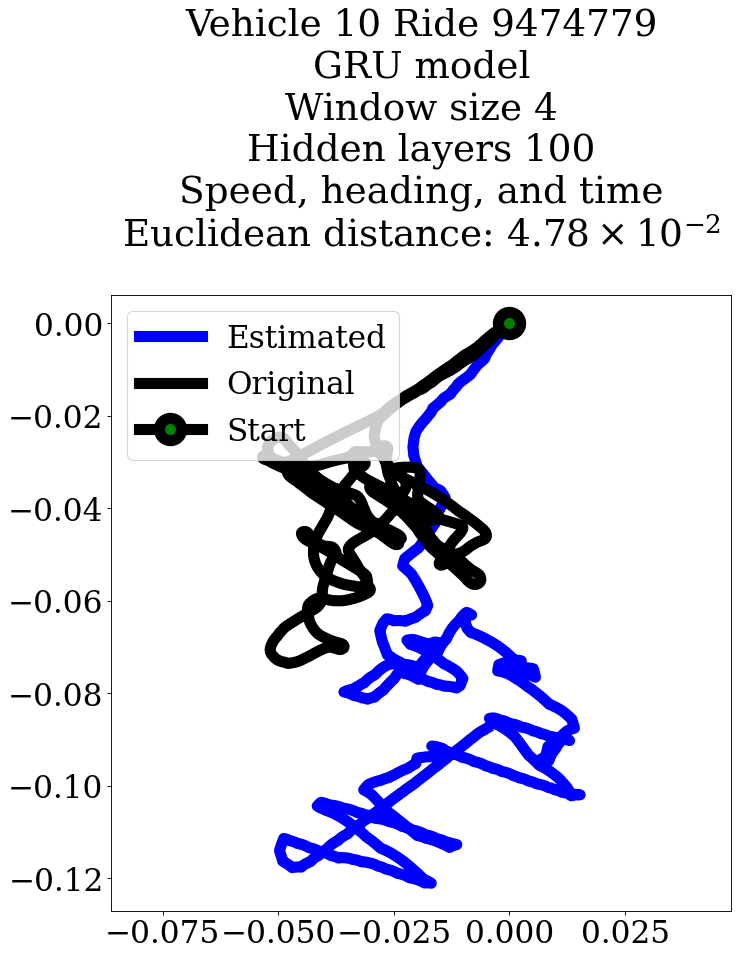 Vehicle 10 Ride 9474779
GRU model
Window size 4
Hidden layers 100
Speed, heading, and time
Euclidean distance: 4.78 × 10⁻²
Estimated
Original
Start
0.00
−0.02
−0.04
−0.06
−0.08
−0.10
−0.12
−0.075 −0.050 −0.025 0.000 0.025